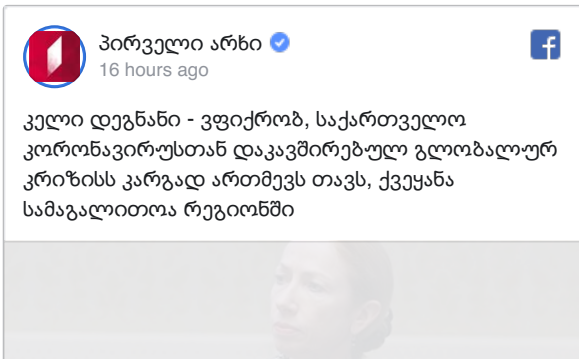 პირველი არხი
16 hours ago
კელი დეგნანი - ვფიქრობ, საქართველო
კორონავირუსთან დაკავშირებულ გლობალურ
კრიზისს კარგად ართმევს თავს, ქვეყანა
სამაგალითოა რეგიონში